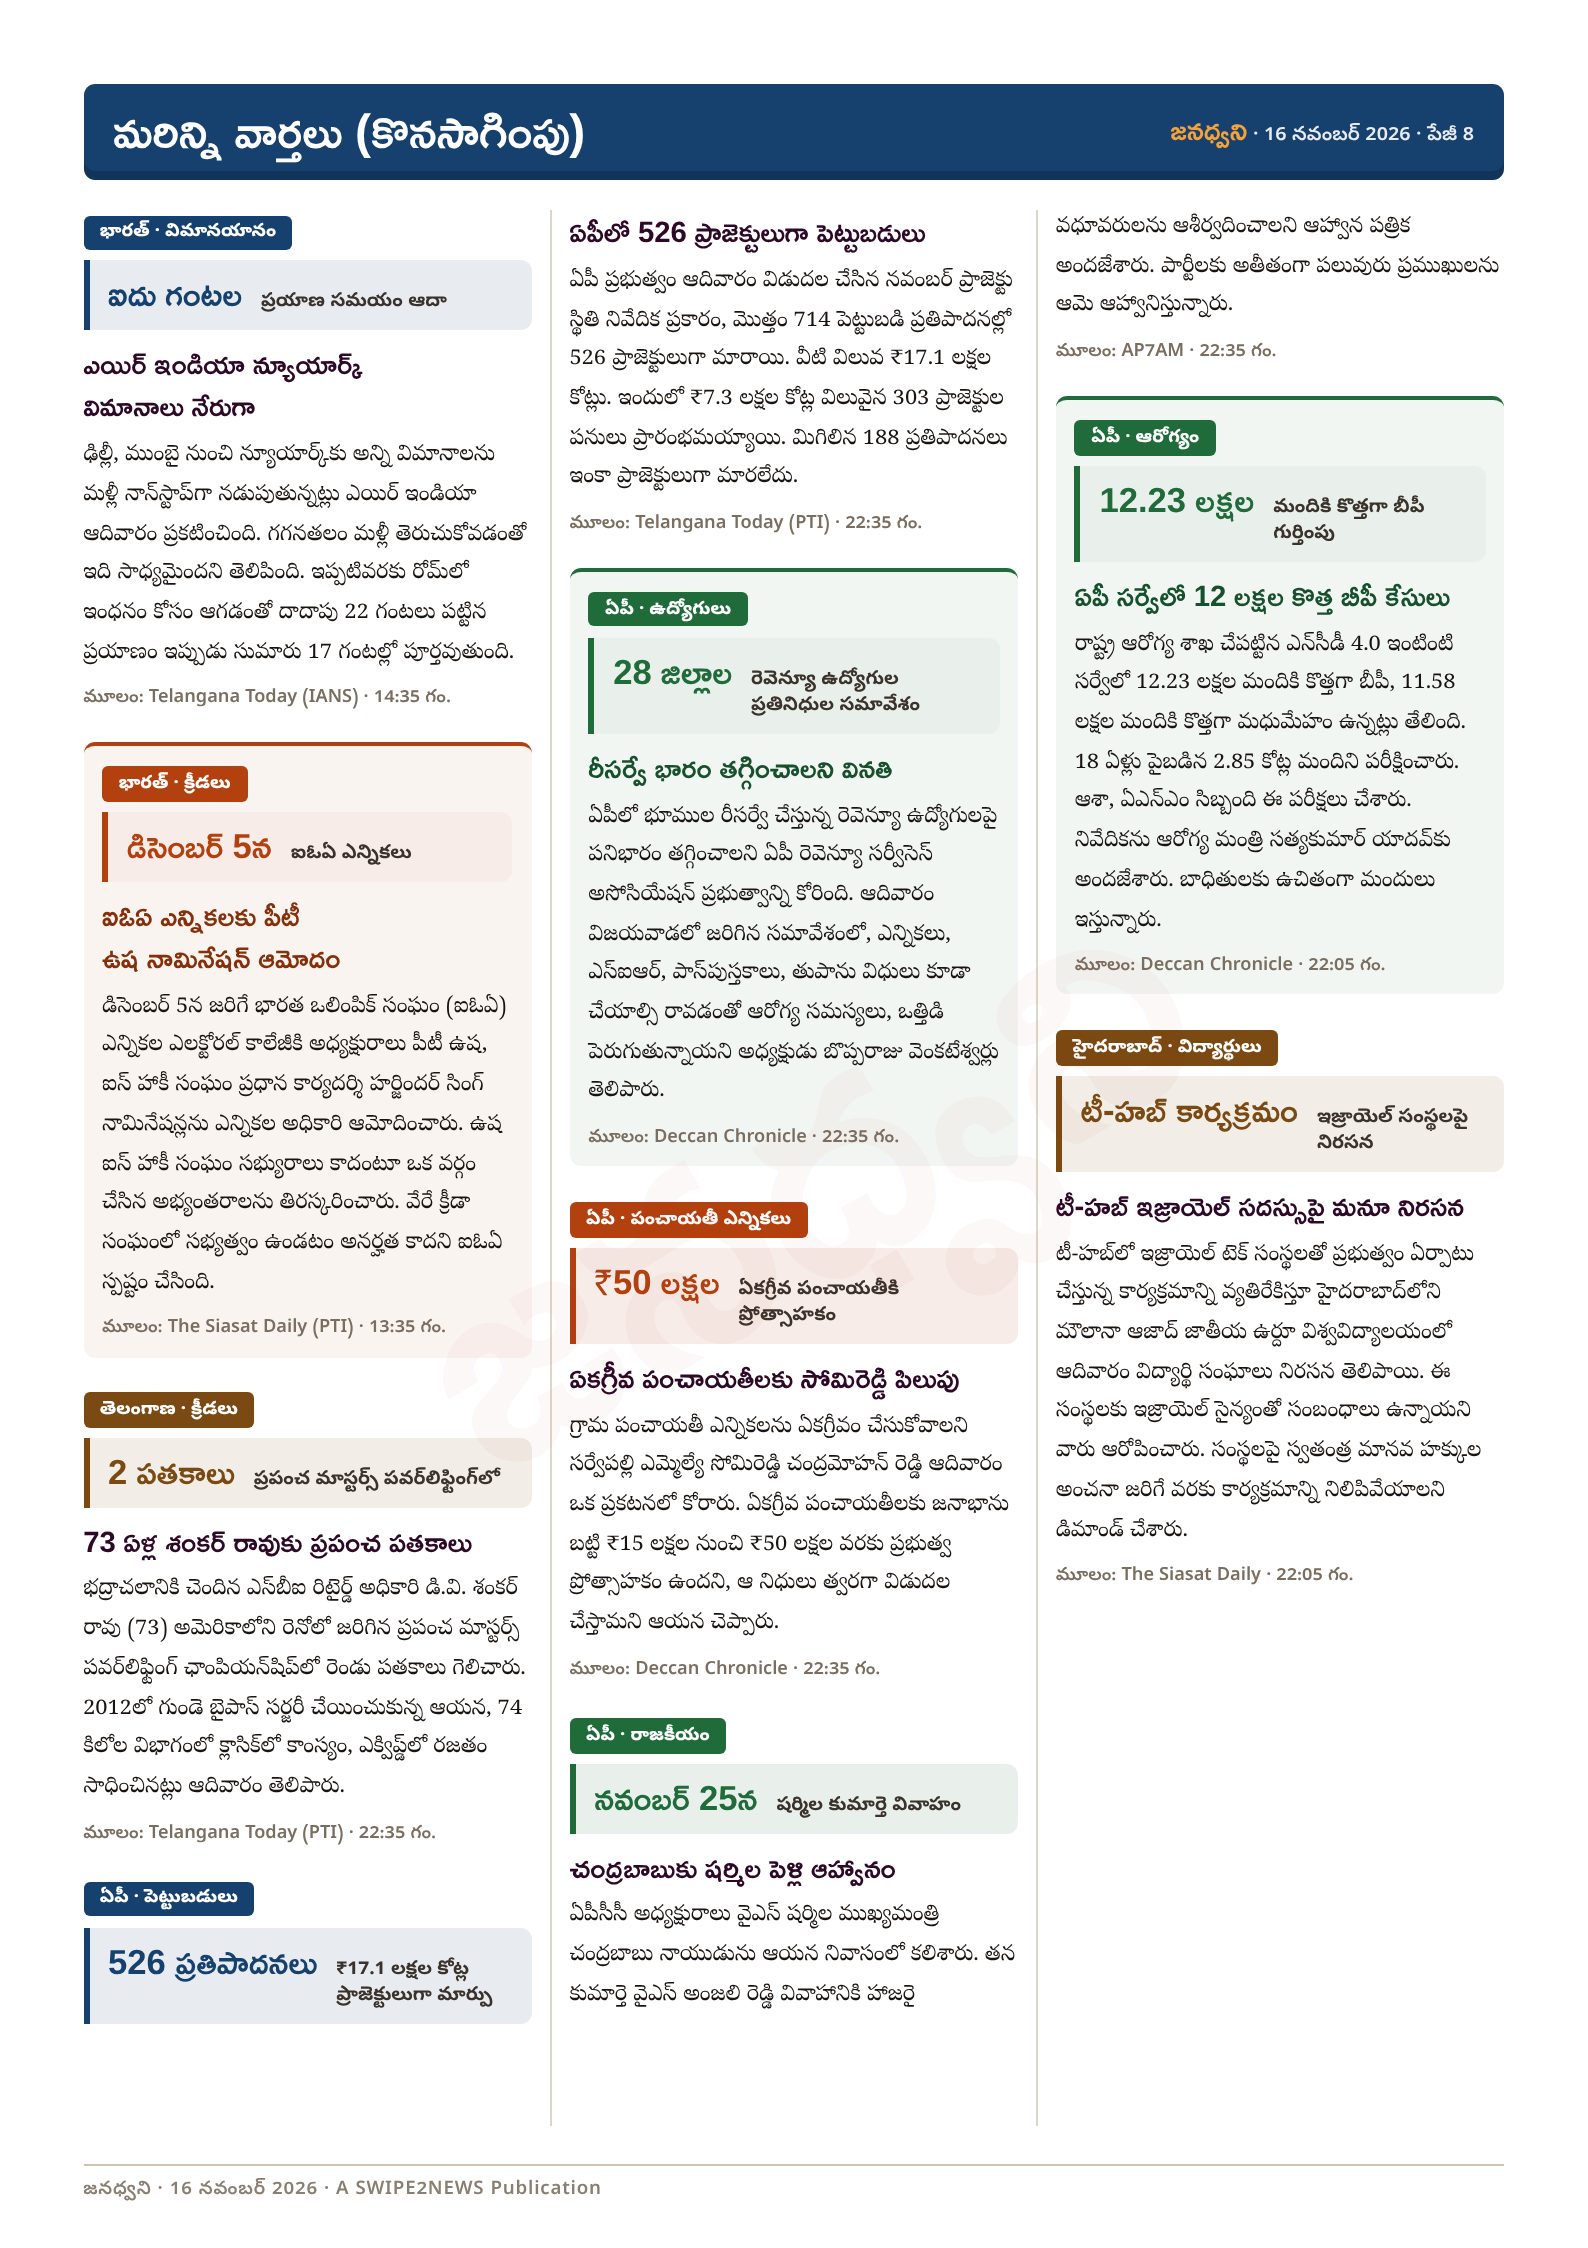 మరిన్ని వార్తలు (కొనసాగింపు)
జనధ్వని · 16 నవంబర్ 2026 · పేజీ 8
భారత్ · విమానయానం
ఐదు గంటల ప్రయాణ సమయం ఆదా
ఎయిర్ ఇండియా న్యూయార్క్
విమానాలు నేరుగా
ఢిల్లీ, ముంబై నుంచి న్యూయార్క్‌కు అన్ని విమానాలను
మళ్లీ నాన్‌స్టాప్‌గా నడుపుతున్నట్లు ఎయిర్ ఇండియా
ఆదివారం ప్రకటించింది. గగనతలం మళ్లీ తెరుచుకోవడంతో
ఇది సాధ్యమైందని తెలిపింది. ఇప్పటివరకు రోమ్‌లో
ఇంధనం కోసం ఆగడంతో దాదాపు 22 గంటలు పట్టిన
ప్రయాణం ఇప్పుడు సుమారు 17 గంటల్లో పూర్తవుతుంది.
మూలం: Telangana Today (IANS) · 14:35 గం.
భారత్ · క్రీడలు
డిసెంబర్ 5న ఐఓఏ ఎన్నికలు
ఐఓఏ ఎన్నికలకు పీటీ
ఉష నామినేషన్ ఆమోదం
డిసెంబర్ 5న జరిగే భారత ఒలింపిక్ సంఘం (ఐఓఏ)
ఎన్నికల ఎలక్టోరల్ కాలేజీకి అధ్యక్షురాలు పీటీ ఉష,
ఐస్ హాకీ సంఘం ప్రధాన కార్యదర్శి హర్జిందర్ సింగ్
నామినేషన్లను ఎన్నికల అధికారి ఆమోదించారు. ఉష
ఐస్ హాకీ సంఘం సభ్యురాలు కాదంటూ ఒక వర్గం
చేసిన అభ్యంతరాలను తిరస్కరించారు. వేరే క్రీడా
సంఘంలో సభ్యత్వం ఉండటం అనర్హత కాదని ఐఓఏ
స్పష్టం చేసింది.
మూలం: The Siasat Daily (PTI) · 13:35 గం.
తెలంగాణ · క్రీడలు
2 పతకాలు ప్రపంచ మాస్టర్స్ పవర్‌లిఫ్టింగ్‌లో
73 ఏళ్ల శంకర్ రావుకు ప్రపంచ పతకాలు
భద్రాచలానికి చెందిన ఎస్‌బీఐ రిటైర్డ్ అధికారి డి.వి. శంకర్
రావు (73) అమెరికాలోని రెనోలో జరిగిన ప్రపంచ మాస్టర్స్
పవర్‌లిఫ్టింగ్ ఛాంపియన్‌షిప్‌లో రెండు పతకాలు గెలిచారు.
2012లో గుండె బైపాస్ సర్జరీ చేయించుకున్న ఆయన, 74
కిలోల విభాగంలో క్లాసిక్‌లో కాంస్యం, ఎక్విప్డ్‌లో రజతం
సాధించినట్లు ఆదివారం తెలిపారు.
మూలం: Telangana Today (PTI) · 22:35 గం.
ఏపీ · పెట్టుబడులు
526 ప్రతిపాదనలు ₹17.1 లక్షల కోట్ల
ప్రాజెక్టులుగా మార్పు
ఏపీలో 526 ప్రాజెక్టులుగా పెట్టుబడులు
ఏపీ ప్రభుత్వం ఆదివారం విడుదల చేసిన నవంబర్ ప్రాజెక్టు
స్థితి నివేదిక ప్రకారం, మొత్తం 714 పెట్టుబడి ప్రతిపాదనల్లో
526 ప్రాజెక్టులుగా మారాయి. వీటి విలువ ₹17.1 లక్షల
కోట్లు. ఇందులో ₹7.3 లక్షల కోట్ల విలువైన 303 ప్రాజెక్టుల
పనులు ప్రారంభమయ్యాయి. మిగిలిన 188 ప్రతిపాదనలు
ఇంకా ప్రాజెక్టులుగా మారలేదు.
మూలం: Telangana Today (PTI) · 22:35 గం.
ఏపీ · ఉద్యోగులు
28 జిల్లాల రెవెన్యూ ఉద్యోగుల
ప్రతినిధుల సమావేశం
రీసర్వే భారం తగ్గించాలని వినతి
ఏపీలో భూముల రీసర్వే చేస్తున్న రెవెన్యూ ఉద్యోగులపై
పనిభారం తగ్గించాలని ఏపీ రెవెన్యూ సర్వీసెస్
అసోసియేషన్ ప్రభుత్వాన్ని కోరింది. ఆదివారం
విజయవాడలో జరిగిన సమావేశంలో, ఎన్నికలు,
ఎస్ఐఆర్, పాస్‌పుస్తకాలు, తుపాను విధులు కూడా
చేయాల్సి రావడంతో ఆరోగ్య సమస్యలు, ఒత్తిడి
పెరుగుతున్నాయని అధ్యక్షుడు బొప్పరాజు వెంకటేశ్వర్లు
తెలిపారు.
మూలం: Deccan Chronicle · 22:35 గం.
ఏపీ · పంచాయతీ ఎన్నికలు
₹50 లక్షల ఏకగ్రీవ పంచాయతీకి
ప్రోత్సాహకం
ఏకగ్రీవ పంచాయతీలకు సోమిరెడ్డి పిలుపు
గ్రామ పంచాయతీ ఎన్నికలను ఏకగ్రీవం చేసుకోవాలని
సర్వేపల్లి ఎమ్మెల్యే సోమిరెడ్డి చంద్రమోహన్ రెడ్డి ఆదివారం
ఒక ప్రకటనలో కోరారు. ఏకగ్రీవ పంచాయతీలకు జనాభాను
బట్టి ₹15 లక్షల నుంచి ₹50 లక్షల వరకు ప్రభుత్వ
ప్రోత్సాహకం ఉందని, ఆ నిధులు త్వరగా విడుదల
చేస్తామని ఆయన చెప్పారు.
మూలం: Deccan Chronicle · 22:35 గం.
ఏపీ · రాజకీయం
నవంబర్ 25న షర్మిల కుమార్తె వివాహం
చంద్రబాబుకు షర్మిల పెళ్లి ఆహ్వానం
ఏపీసీసీ అధ్యక్షురాలు వైఎస్ షర్మిల ముఖ్యమంత్రి
చంద్రబాబు నాయుడును ఆయన నివాసంలో కలిశారు. తన
కుమార్తె వైఎస్ అంజలి రెడ్డి వివాహానికి హాజరై
వధూవరులను ఆశీర్వదించాలని ఆహ్వాన పత్రిక
అందజేశారు. పార్టీలకు అతీతంగా పలువురు ప్రముఖులను
ఆమె ఆహ్వానిస్తున్నారు.
మూలం: AP7AM · 22:35 గం.
ఏపీ · ఆరోగ్యం
12.23 లక్షల మందికి కొత్తగా బీపీ
గుర్తింపు
ఏపీ సర్వేలో 12 లక్షల కొత్త బీపీ కేసులు
రాష్ట్ర ఆరోగ్య శాఖ చేపట్టిన ఎన్‌సీడీ 4.0 ఇంటింటి
సర్వేలో 12.23 లక్షల మందికి కొత్తగా బీపీ, 11.58
లక్షల మందికి కొత్తగా మధుమేహం ఉన్నట్లు తేలింది.
18 ఏళ్లు పైబడిన 2.85 కోట్ల మందిని పరీక్షించారు.
ఆశా, ఏఎన్ఎం సిబ్బంది ఈ పరీక్షలు చేశారు.
నివేదికను ఆరోగ్య మంత్రి సత్యకుమార్ యాదవ్‌కు
అందజేశారు. బాధితులకు ఉచితంగా మందులు
ఇస్తున్నారు.
మూలం: Deccan Chronicle · 22:05 గం.
హైదరాబాద్ · విద్యార్థులు
టీ-హబ్ కార్యక్రమం ఇజ్రాయెల్ సంస్థలపై
నిరసన
టీ-హబ్ ఇజ్రాయెల్ సదస్సుపై మనూ నిరసన
టీ-హబ్‌లో ఇజ్రాయెల్ టెక్ సంస్థలతో ప్రభుత్వం ఏర్పాటు
చేస్తున్న కార్యక్రమాన్ని వ్యతిరేకిస్తూ హైదరాబాద్‌లోని
మౌలానా ఆజాద్ జాతీయ ఉర్దూ విశ్వవిద్యాలయంలో
ఆదివారం విద్యార్థి సంఘాలు నిరసన తెలిపాయి. ఈ
సంస్థలకు ఇజ్రాయెల్ సైన్యంతో సంబంధాలు ఉన్నాయని
వారు ఆరోపించారు. సంస్థలపై స్వతంత్ర మానవ హక్కుల
అంచనా జరిగే వరకు కార్యక్రమాన్ని నిలిపివేయాలని
డిమాండ్ చేశారు.
మూలం: The Siasat Daily · 22:05 గం.
జనధ్వని
జనధ్వని · 16 నవంబర్ 2026 · A SWIPE2NEWS Publication